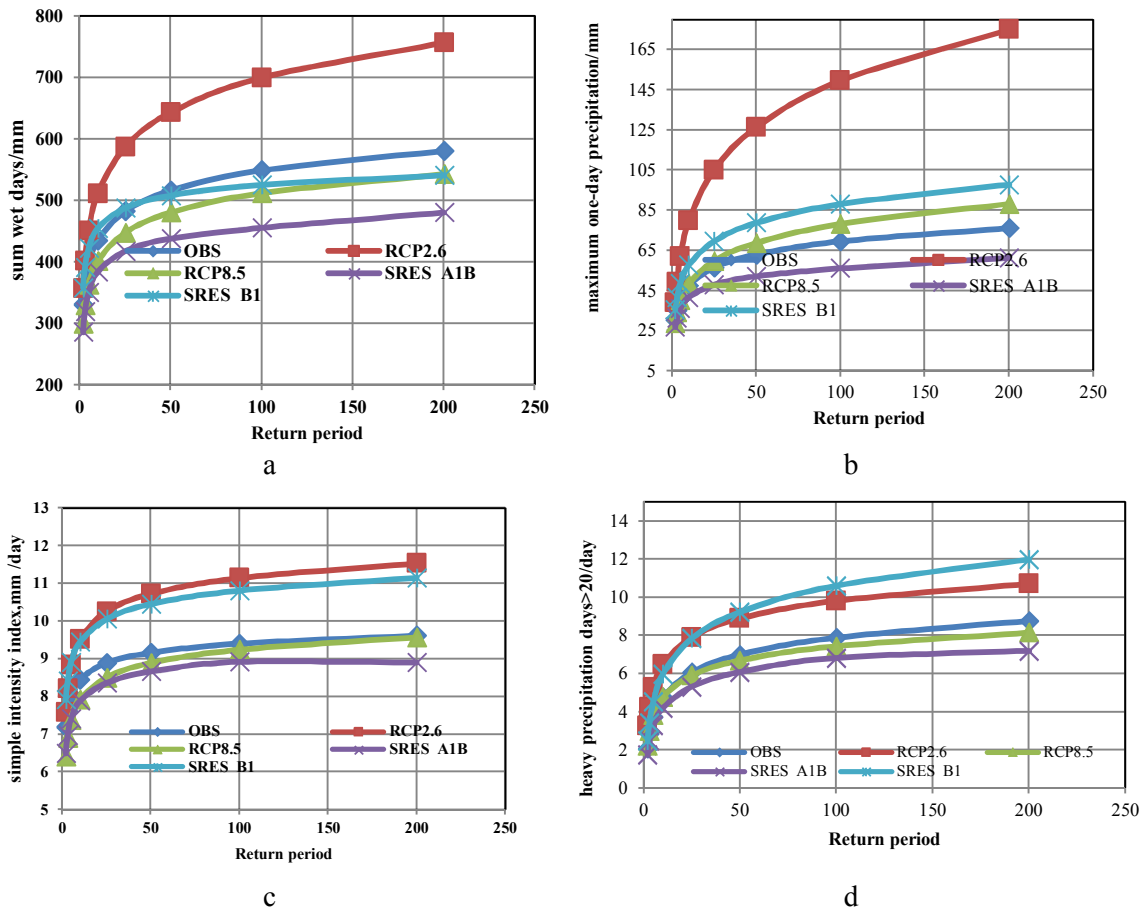 sum wet days/mm
800
700
600
500
400
300
200
OBS RCP2.6
RCP8.5 SRES A1B
SRES B1
0 50 100 150 200 250
Return period
a
maximum one-day precipitation/mm
165
145
125
105
85
65
45
25
5
OBS RCP2.6
RCP8.5 SRES A1B
SRES B1
0 50 100 150 200 250
Return period
b
simple intensity index,mm /day
13
12
11
10
9
8
7
6
5
OBS RCP2.6
RCP8.5 SRES A1B
SRES B1
0 50 100 150 200 250
Return period
c
heavy precipitation days>20/day
14
12
10
8
6
4
2
0
OBS RCP2.6 RCP8.5
SRES A1B SRES B1
0 50 100 150 200 250
Return period
d